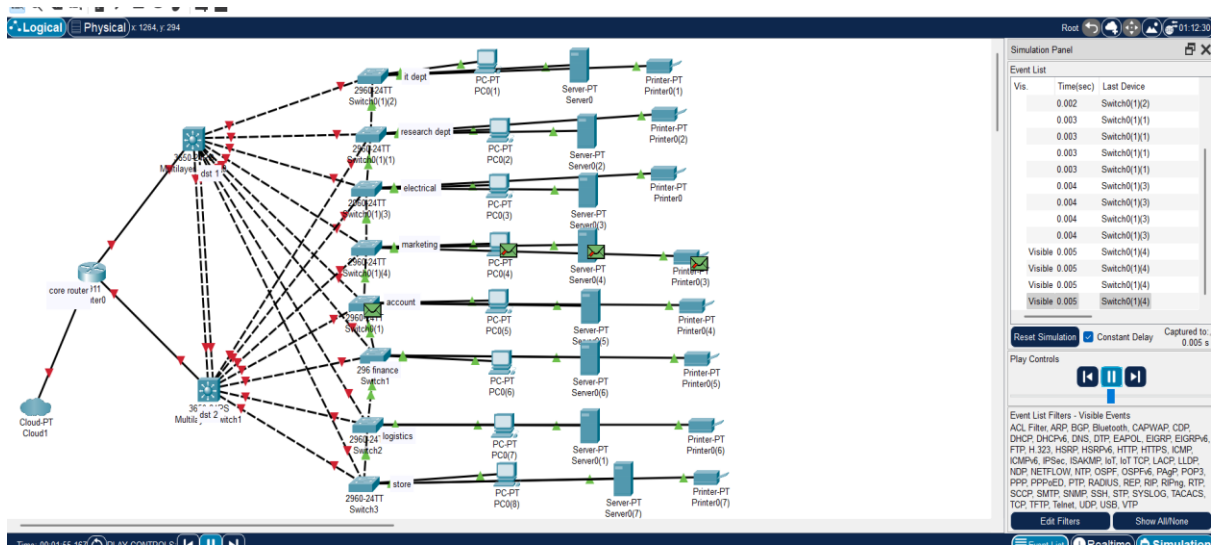 Logical
Physical
x: 1264, y: 294
Root
01:12:30
it dept
PC-PT
PC0(1)
Server-PT
Server0
Printer-PT
Printer0(1)
2960-24TT
Switch0(1)(2)
research dept
PC-PT
PC0(2)
Server-PT
Server0(2)
Printer-PT
Printer0(2)
2960-24TT
Switch0(1)(1)
dst 1
electrical
PC-PT
PC0(3)
Server-PT
Server0(3)
Printer-PT
Printer0
2960-24TT
Switch0(1)(3)
marketing
PC-PT
PC0(4)
Server-PT
Server0(4)
Printer0(3)
2960-24TT
Switch0(1)(4)
core router
account
PC-PT
PC0(5)
Server-PT
Server0(5)
Printer-PT
Printer0(4)
2960-24TT
Switch0(1)
296 finance
Switch1
PC-PT
PC0(6)
Server-PT
Server0(6)
Printer-PT
Printer0(5)
dst 2
Cloud-PT
Cloud1
logistics
Switch2
PC-PT
PC0(7)
Server-PT
Server0(1)
Printer-PT
Printer0(6)
store
2960-24TT
Switch3
PC-PT
PC0(8)
Server-PT
Server0(7)
Printer-PT
Printer0(7)
Simulation Panel
Event List
Vis. Time(sec) Last Device
0.002 Switch0(1)(2)
0.003 Switch0(1)(1)
0.003 Switch0(1)(1)
0.003 Switch0(1)(1)
0.003 Switch0(1)(1)
0.004 Switch0(1)(3)
0.004 Switch0(1)(3)
0.004 Switch0(1)(3)
0.004 Switch0(1)(3)
Visible 0.005 Switch0(1)(4)
Visible 0.005 Switch0(1)(4)
Visible 0.005 Switch0(1)(4)
Visible 0.005 Switch0(1)(4)
Reset Simulation Constant Delay Captured to:
0.005 s
Play Controls
Event List Filters - Visible Events
ACL Filter, ARP, BGP, Bluetooth, CAPWAP, CDP,
DHCP, DHCPv6, DNS, DTP, EAPOL, EIGRP, EIGRPv6,
FTP, H.323, HSRP, HSRPv6, HTTP, HTTPS, ICMP,
ICMPv6, IPSec, ISAKMP, IoT, IoT TCP, LACP, LLDP,
NDP, NETFLOW, NTP, OSPF, OSPFv6, PAgP, POP3,
PPP, PPPoED, PTP, RADIUS, REP, RIP, RIPng, RTP,
SCCP, SMTP, SNMP, SSH, STP, SYSLOG, TACACS,
TCP, TFTP, Telnet, UDP, USB, VTP
Edit Filters
Show All/None
PLAY CONTROLS:
Event List
Realtime
Simulation